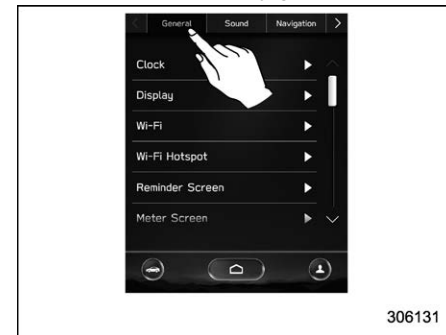 General Sound Navigation
Clock
Display
Wi-Fi
Wi-Fi Hotspot
Reminder Screen
Meter Screen
306131